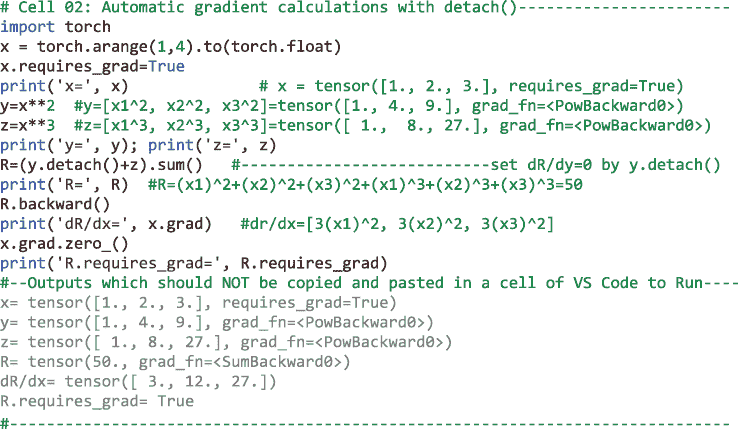 # Cell 02: Automatic gradient calculations with detach()-----------------------
import torch
x = torch.arange(1,4).to(torch.float)
x.requires_grad=True
print('x=', x)                # x = tensor([1., 2., 3.], requires_grad=True)
y=x**2  #y=[x1^2, x2^2, x3^2]=tensor([1., 4., 9.], grad_fn=<PowBackward0>)
z=x**3  #z=[x1^3, x2^3, x3^3]=tensor([ 1.,  8., 27.], grad_fn=<PowBackward0>)
print('y=', y); print('z=', z)
R=(y.detach()+z).sum()   #---------------------------set dR/dy=0 by y.detach()
print('R=', R)  #R=(x1)^2+(x2)^2+(x3)^2+(x1)^3+(x2)^3+(x3)^3=50
R.backward()
print('dR/dx=', x.grad)   #dr/dx=[3(x1)^2, 3(x2)^2, 3(x3)^2]
x.grad.zero_()
print('R.requires_grad=', R.requires_grad)
#--Outputs which should NOT be copied and pasted in a cell of VS Code to Run----
x= tensor([1., 2., 3.], requires_grad=True)
y= tensor([1., 4., 9.], grad_fn=<PowBackward0>)
z= tensor([ 1., 8., 27.], grad_fn=<PowBackward0>)
R= tensor(50., grad_fn=<SumBackward0>)
dR/dx= tensor([ 3., 12., 27.])
R.requires_grad= True
#------------------------------------------------------------------------------